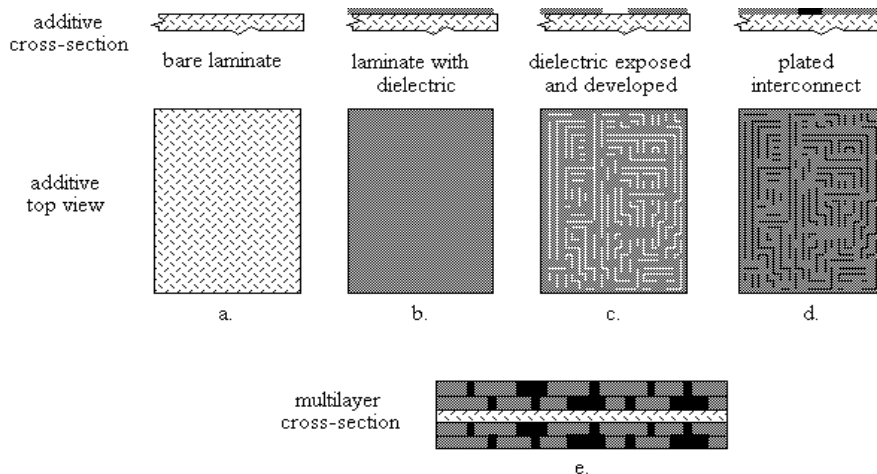 additive
cross-section
bare laminate
laminate with
dielectric
dielectric exposed
and developed
plated
interconnect
additive
top view
a.
b.
c.
d.
multilayer
cross-section
e.